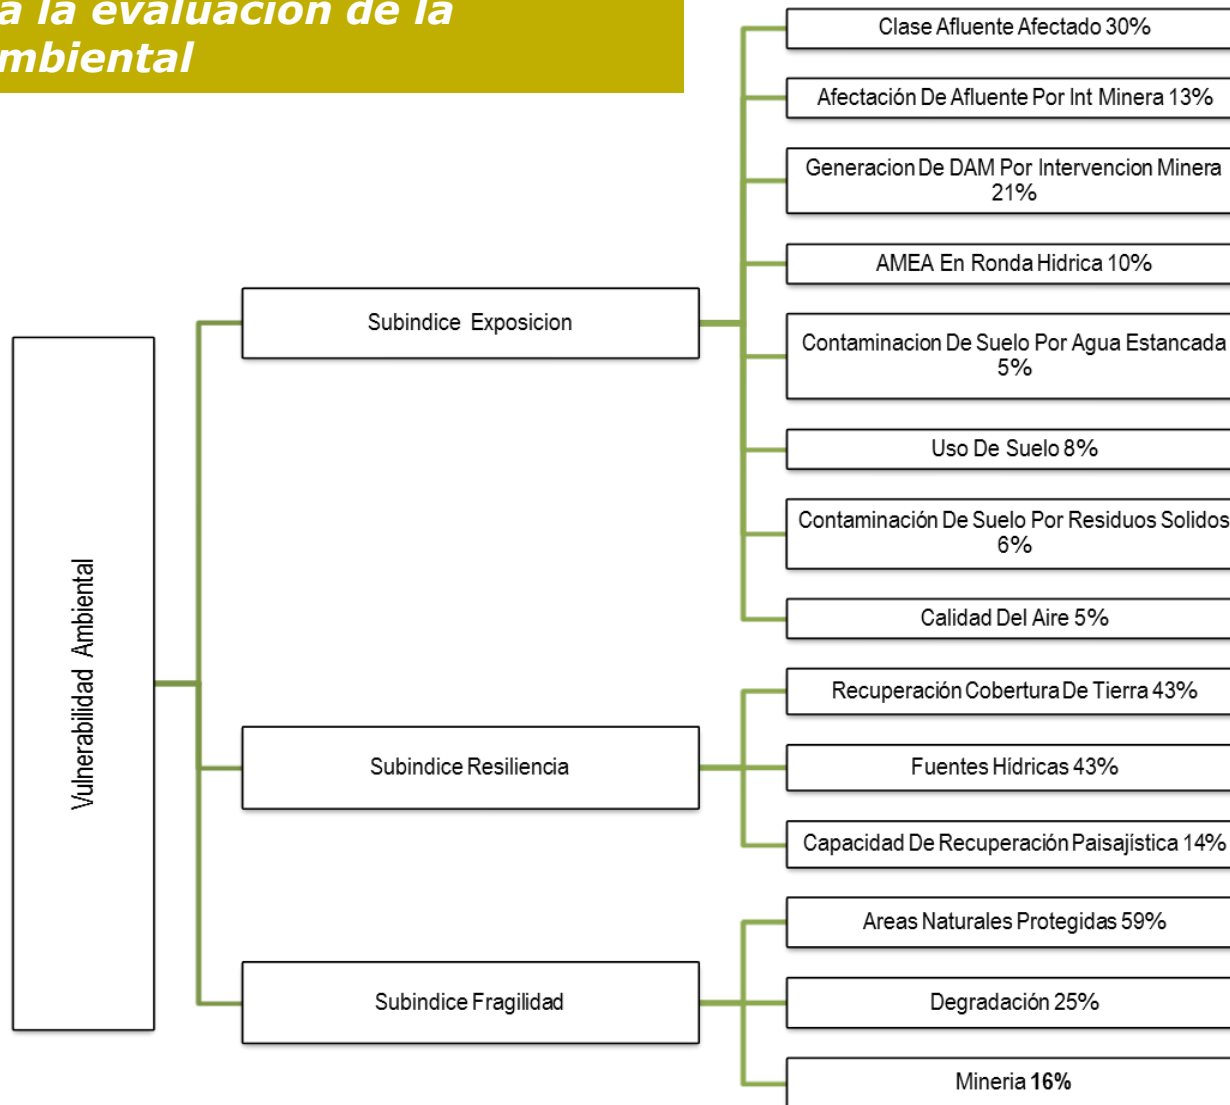 a la evaluación de la
mbiental
Clase Afluente Afectado 30%
Afectación De Afluente Por Int Minera 13%
Generacion De DAM Por Intervencion Minera
21%
AMEA En Ronda Hidrica 10%
Subindice Exposicion
Contaminacion De Suelo Por Agua Estancada
5%
Uso De Suelo 8%
Contaminación De Suelo Por Residuos Solidos
6%
Calidad Del Aire 5%
Vulnerabilidad Ambiental
Recuperación Cobertura De Tierra 43%
Subindice Resiliencia
Fuentes Hídricas 43%
Capacidad De Recuperación Paisajística 14%
Areas Naturales Protegidas 59%
Subindice Fragilidad
Degradación 25%
Mineria 16%